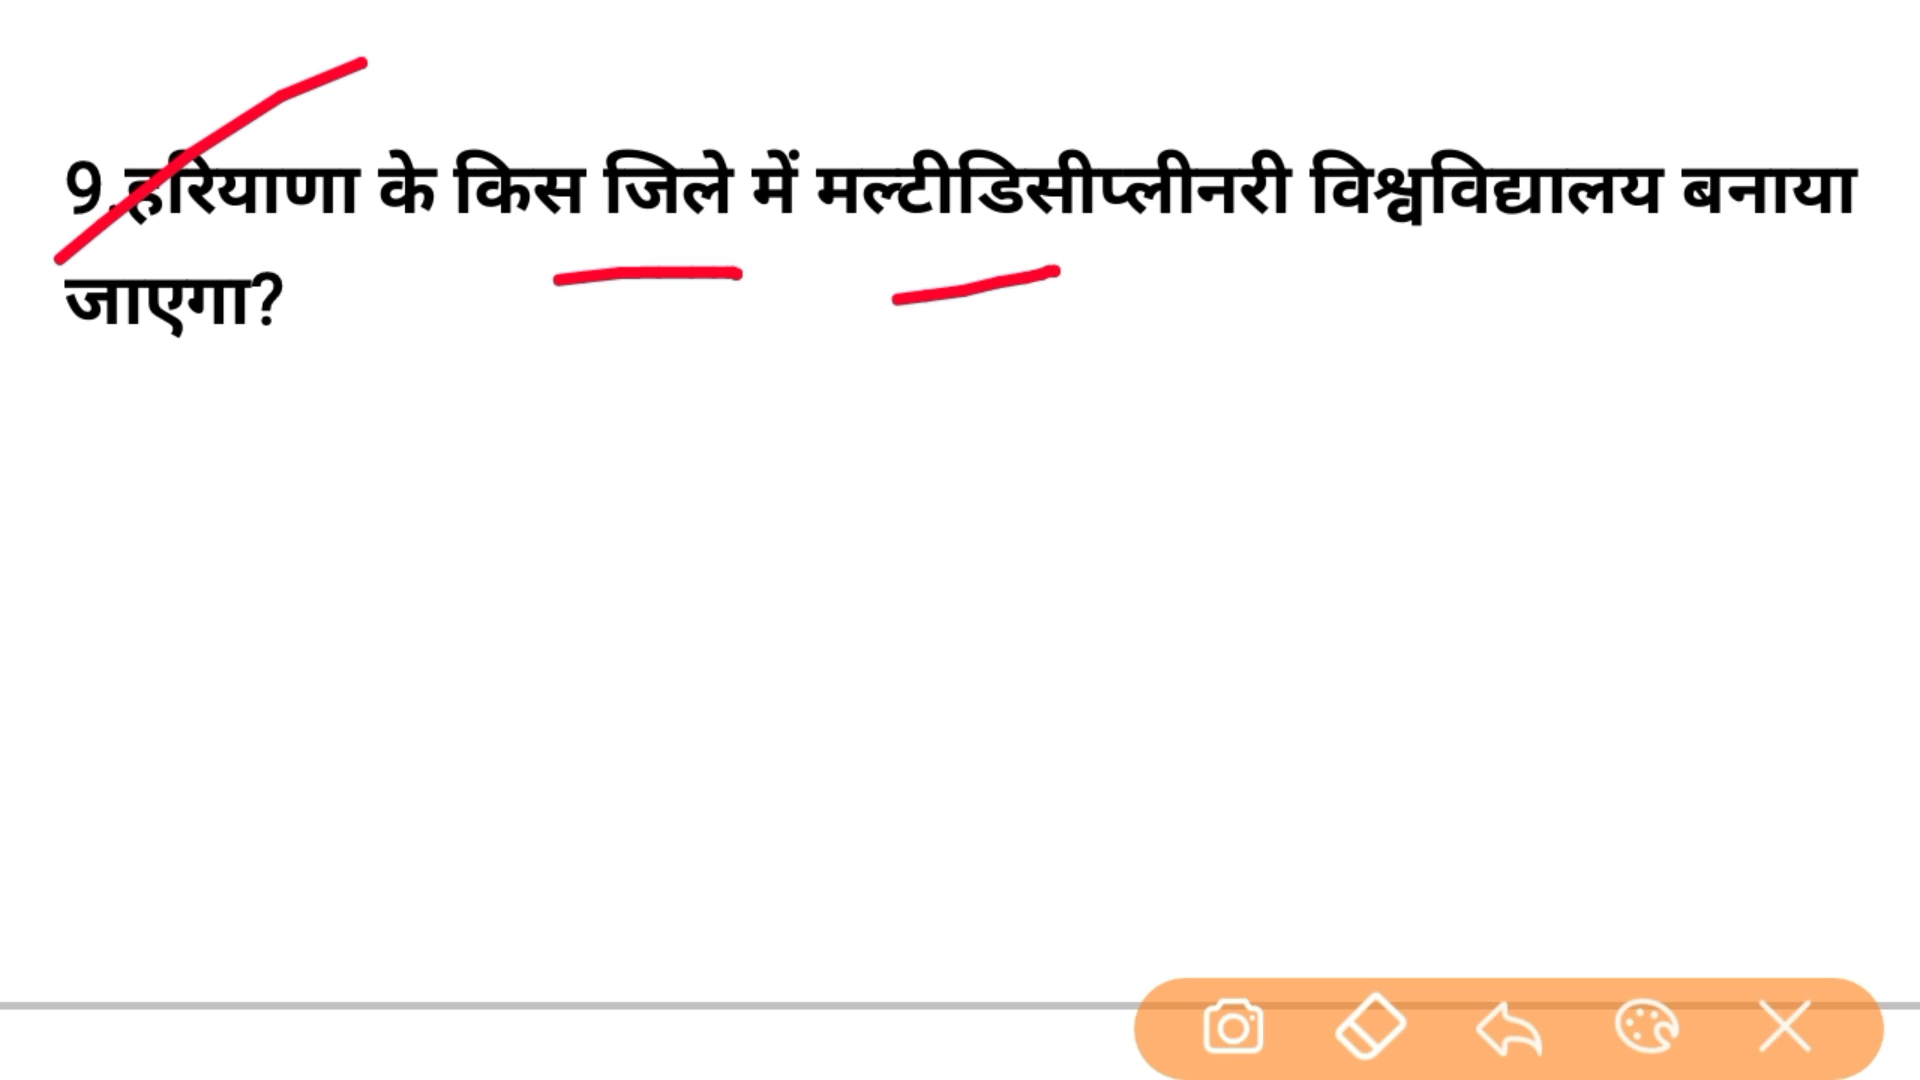 9.हरियाणा के किस जिले में मल्टीडिसीप्लीनरी विश्वविद्यालय बनाया
जाएगा?